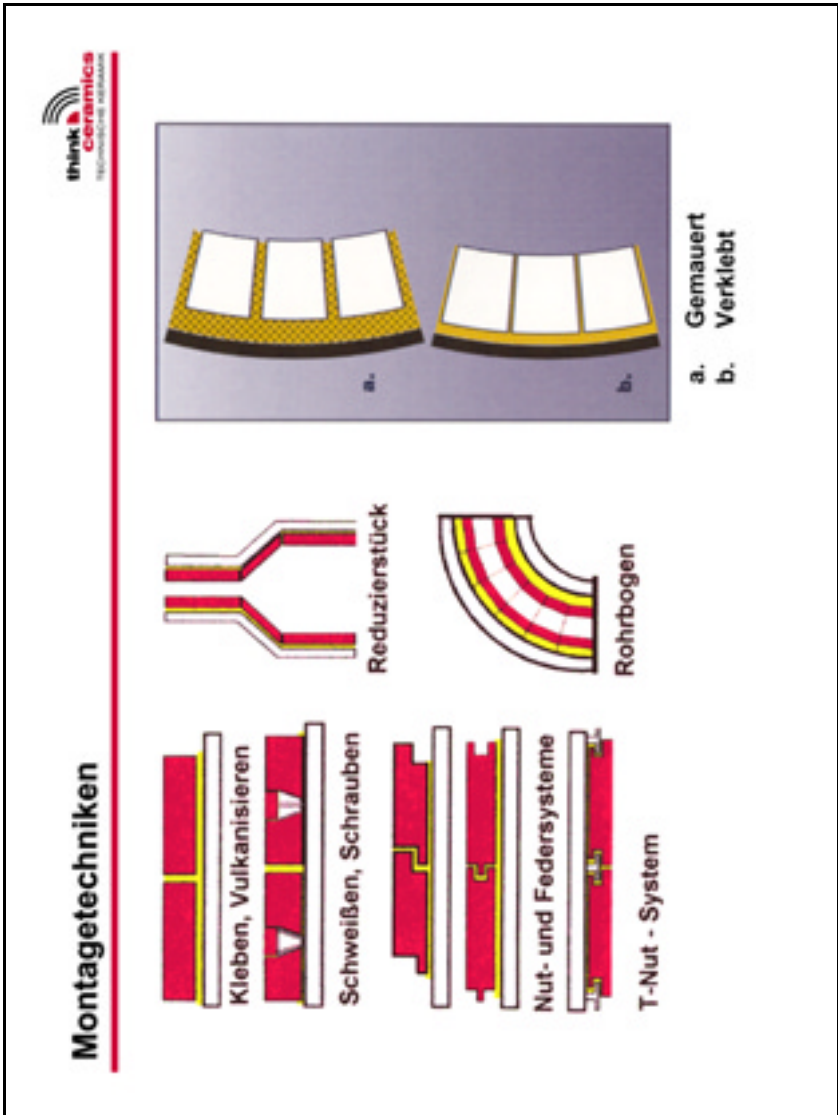 Montagetechniken
think
ceramics
TECHNISCHE KERAMIK
Kleben, Vulkanisieren
Schweißen, Schrauben
Nut- und Federsysteme
T-Nut - System
Reduzierstück
Rohrbogen
a.
b.
a. Gemauert
b. Verklebt